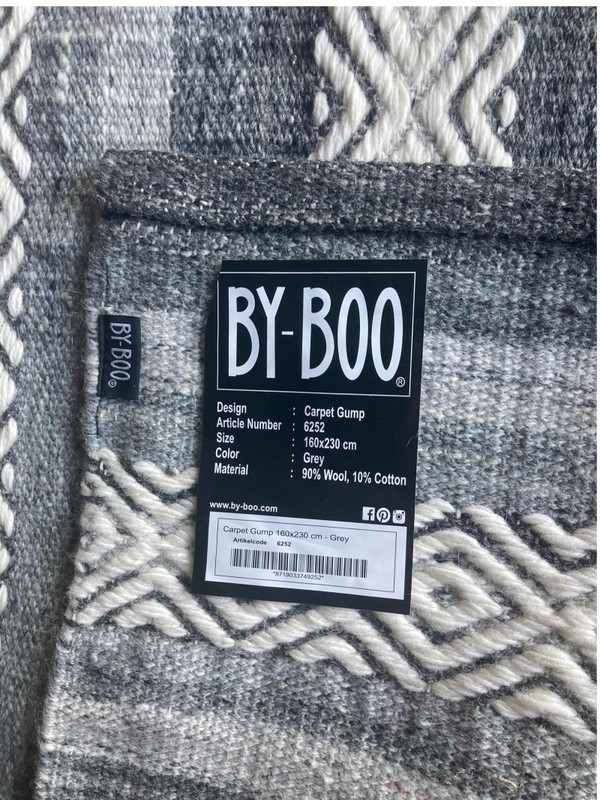 BY-BOO®
BY-BOO®
Design : Carpet Gump
Article Number : 6252
Size : 160x230 cm
Color : Grey
Material : 90% Wool, 10% Cotton
www.by-boo.com
Carpet Gump 160x230 cm - Grey
Artikelcode 6252
*8719033749252*